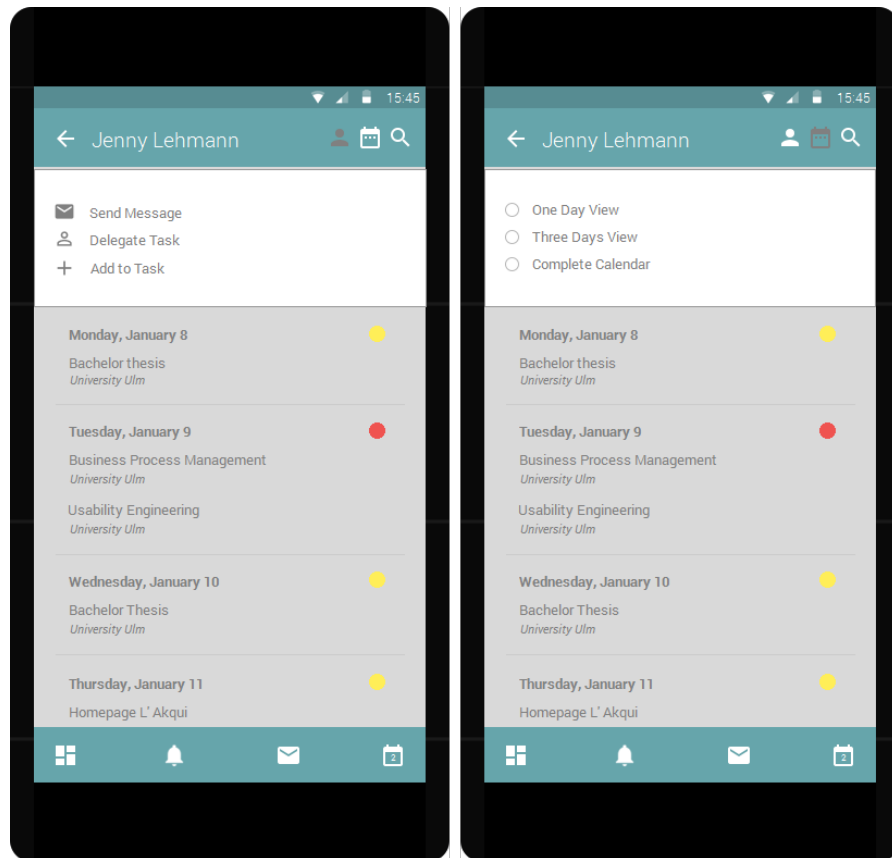 15:45
Jenny Lehmann
Send Message
Delegate Task
Add to Task
Monday, January 8
Bachelor thesis
University Ulm
Tuesday, January 9
Business Process Management
University Ulm
Usability Engineering
University Ulm
Wednesday, January 10
Bachelor Thesis
University Ulm
Thursday, January 11
Homepage L' Akqui
2
15:45
Jenny Lehmann
One Day View
Three Days View
Complete Calendar
Monday, January 8
Bachelor thesis
University Ulm
Tuesday, January 9
Business Process Management
University Ulm
Usability Engineering
University Ulm
Wednesday, January 10
Bachelor Thesis
University Ulm
Thursday, January 11
Homepage L' Akqui
2